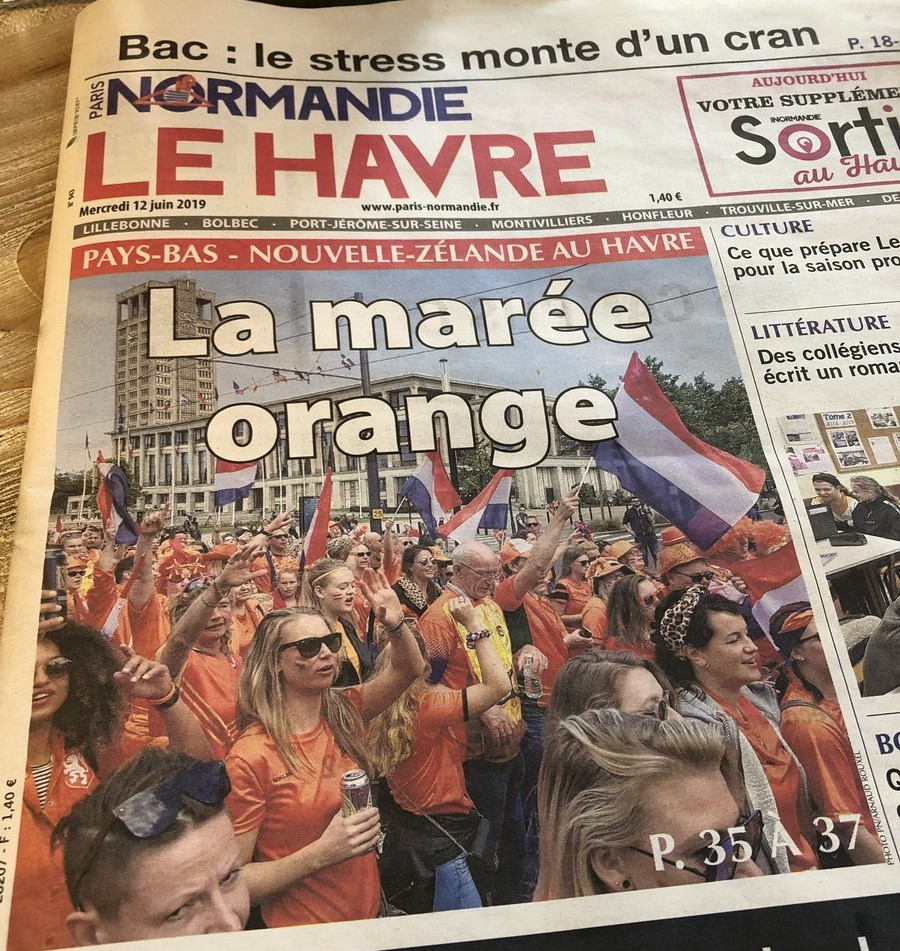 Bac : le stress monte d'un cran P. 18-
PARIS
NORMANDIE
LE HAVRE
Mercredi 12 juin 2019
www.paris-normandie.fr
1,40 €
AUJOURD'HUI
VOTRE SUPPLÉME
NORMANDIE
Sorti
au Hav
LILLEBONNE · BOLBEC · PORT-JÉRÔME-SUR-SEINE · MONTIVILLIERS · HONFLEUR · TROUVILLE-SUR-MER · DE
PAYS-BAS - NOUVELLE-ZÉLANDE AU HAVRE
La marée
orange
P. 35 À 37
CULTURE
Ce que prépare Le
pour la saison pro
LITTÉRATURE
Des collégiens
écrit un roma
Tome 2
PHOTO PN/ARNAUD ROUXEL
F : 1,40 €